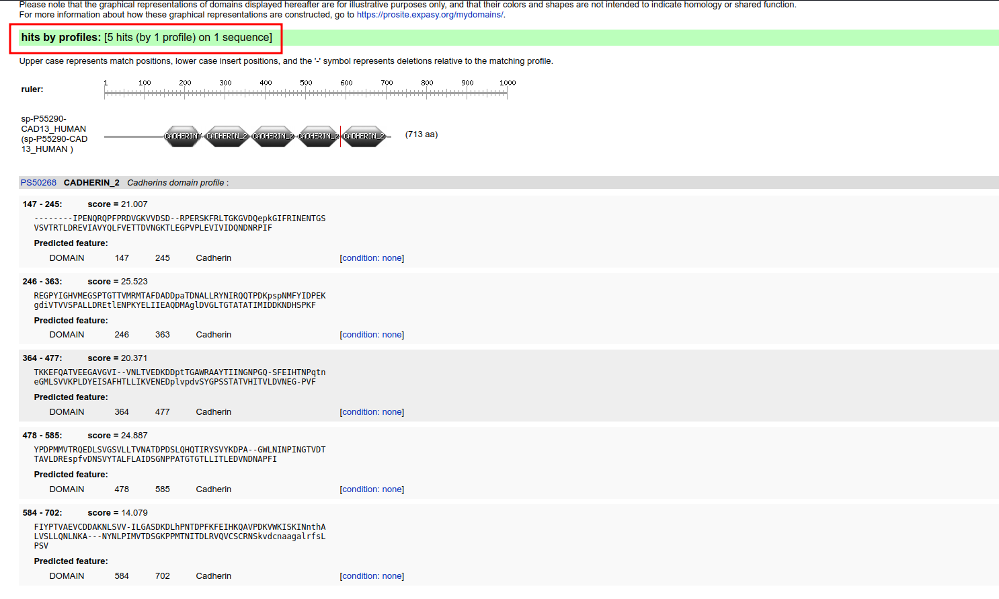 Please note that the graphical representations of domains displayed hereafter are for illustrative purposes only, and that their colors and shapes are not intended to indicate homology or shared function.
For more information about how these graphical representations are constructed, go to https://prosite.expasy.org/mydomains/.
hits by profiles: [5 hits (by 1 profile) on 1 sequence]
Upper case represents match positions, lower case insert positions, and the '-' symbol represents deletions relative to the matching profile.
ruler: 1 100 200 300 400 500 600 700 800 900 1000
sp-P55290-
CAD13_HUMAN
(sp-P55290-CAD
13_HUMAN )
CADHERIN CADHERIN_2 CADHERIN_2 CADHERIN_2 CADHERIN_2 (713 aa)
PS50268 CADHERIN_2 Cadherins domain profile :
147 - 245: score = 21.007
--------IPENQRQPFPRDVGKVVDSD--RPERSKFRLTGKGVDQepkGIFRINENTGS
VSVTRTLDREVIAVYQLFVETTDVNGKTLEGPVPLEVIVIDQNDNRPIF
Predicted feature:
DOMAIN 147 245 Cadherin [condition: none]
246 - 363: score = 25.523
REGPYIGHVMEGSPTGTTVMRMTAFDADDpaTDNALLRYNIRQQTPDKpspNMFYIDPEK
gdiVTVVSPALLDREtlENPKYELIIEAQDMAglDVGLTGTATATIMIDDKNDHSPKF
Predicted feature:
DOMAIN 246 363 Cadherin [condition: none]
364 - 477: score = 20.371
TKKEFQATVEEGAVGVI--VNLTVEDKDDptTGAWRAAYTIINGNPGQ-SFEIHTNPqtn
eGMLSVVKPLDYEISAFHTLLIKVENEDplvpdvSYGPSSTATVHITVLDVNEG-PVF
Predicted feature:
DOMAIN 364 477 Cadherin [condition: none]
478 - 585: score = 24.887
YPDPMMVTRQEDLSVGSVLLTVNATDPDSLQHQTIRYSVYKDPA--GWLNINPINGTVDT
TAVLDREspfvDNSVYTALFLAIDSGNPPATGTGTLLITLEDVNDNAPFI
Predicted feature:
DOMAIN 478 585 Cadherin [condition: none]
584 - 702: score = 14.079
FIYPTVAEVCDDAKNLSVV-ILGASDKDLhPNTDPFKFEIHKQAVPDKVWKISKINnthA
LVSLLQNLNKA---NYNLPIMVTDSGKPPMTNITDLRVQVCSCRNSkvdcnaagalrfsL
PSV
Predicted feature:
DOMAIN 584 702 Cadherin [condition: none]